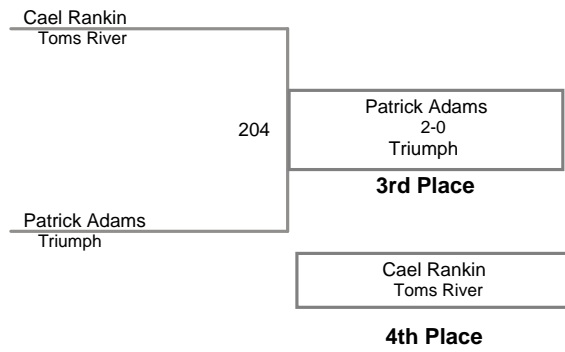 Cael Rankin
Toms River
204
Patrick Adams
2-0
Triumph
3rd Place
Patrick Adams
Triumph
Cael Rankin
Toms River
4th Place